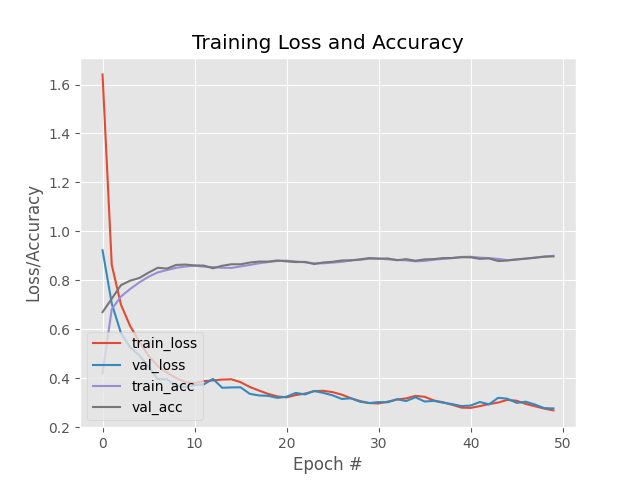 Training Loss and Accuracy
Loss/Accuracy
1.6
1.4
1.2
1.0
0.8
0.6
0.4
0.2
train_loss
val_loss
train_acc
val_acc
0 10 20 30 40 50
Epoch #